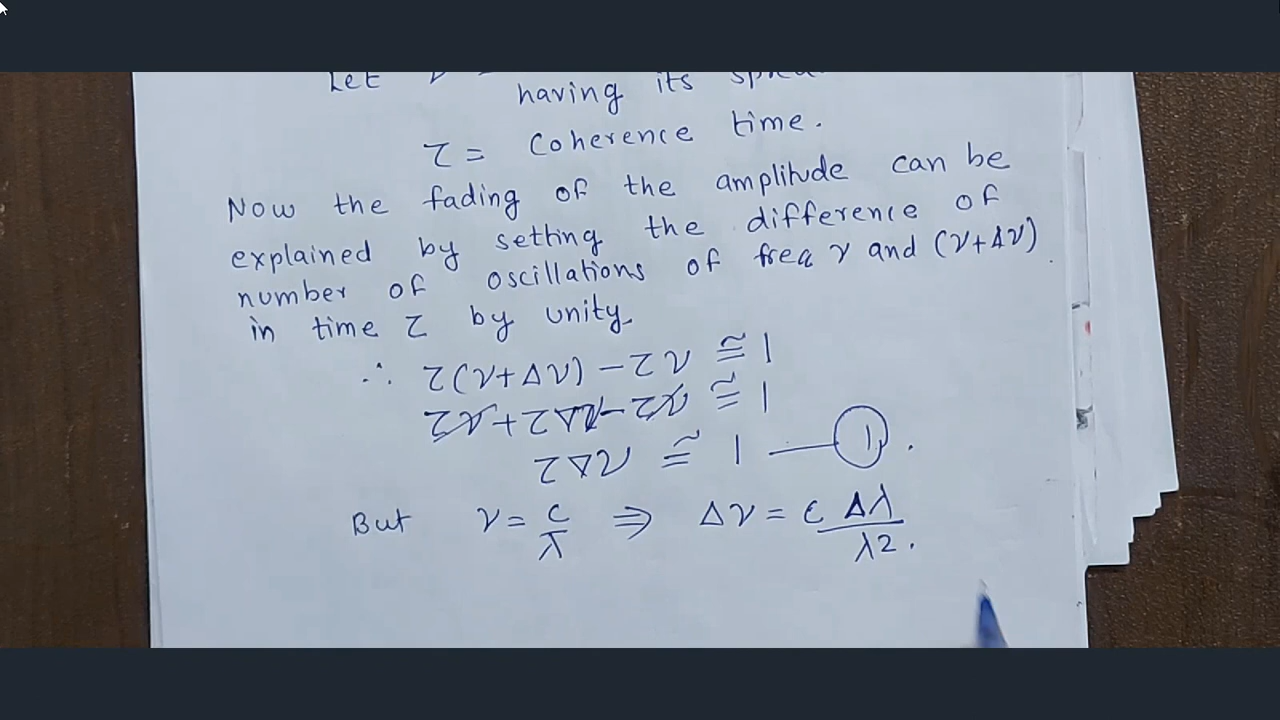 Let ν
having its
τ = Coherence time.
Now the fading of the amplitude can be
explained by setting the difference of
number of oscillations of freq ν and (ν+Δν)
in time τ by unity.
∴ τ(ν+Δν) – τν ≅ 1
τν + τΔν – τν ≅ 1
τΔν ≅ 1 — 1 .
But ν = c/λ ⇒ Δν = c Δλ/λ2.